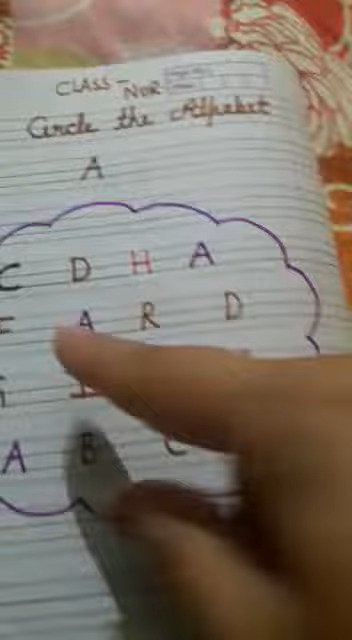 CLASS - NUR
Circle the Alphabet
A
C D H A
A R D
I
A B C